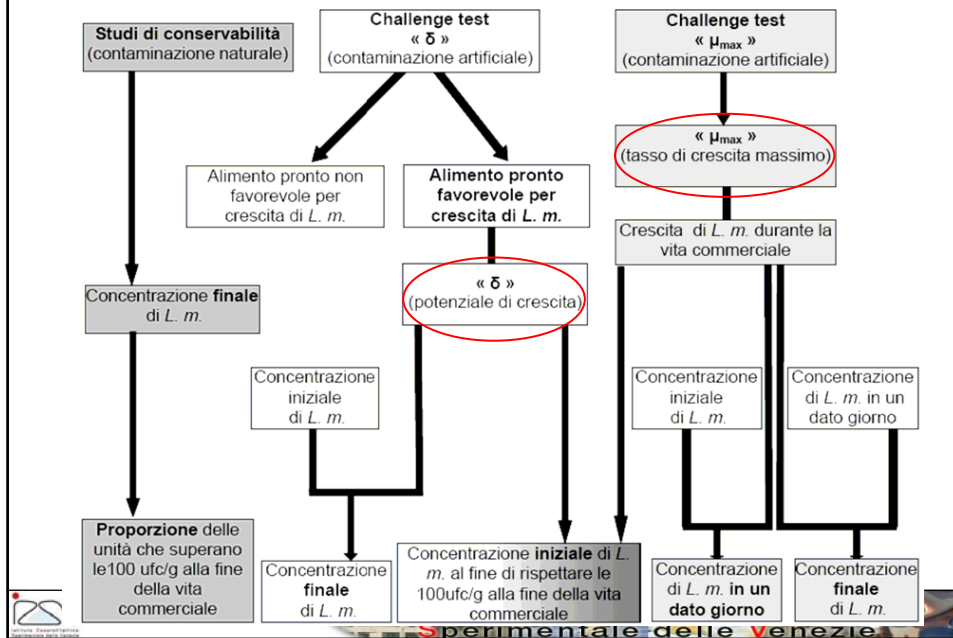 Studi di conservabilità
(contaminazione naturale)
Challenge test
« δ »
(contaminazione artificiale)
Challenge test
« µmax »
(contaminazione artificiale)
« µmax »
(tasso di crescita massimo)
Alimento pronto non
favorevole per
crescita di L. m.
Alimento pronto
favorevole per
crescita di L. m.
Crescita di L. m. durante la
vita commerciale
« δ »
(potenziale di crescita)
Concentrazione finale
di L. m.
Concentrazione
iniziale
di L. m.
Concentrazione
iniziale
di L. m.
Concentrazione
di L. m. in un
dato giorno
Proporzione delle
unità che superano
le100 ufc/g alla fine
della vita
commerciale
Concentrazione
finale
di L. m.
Concentrazione iniziale di L.
m. al fine di rispettare le
100ufc/g alla fine della vita
commerciale
Concentrazione
di L. m. in un
dato giorno
Concentrazione
finale
di L. m.
Sperimentale delle Venezie